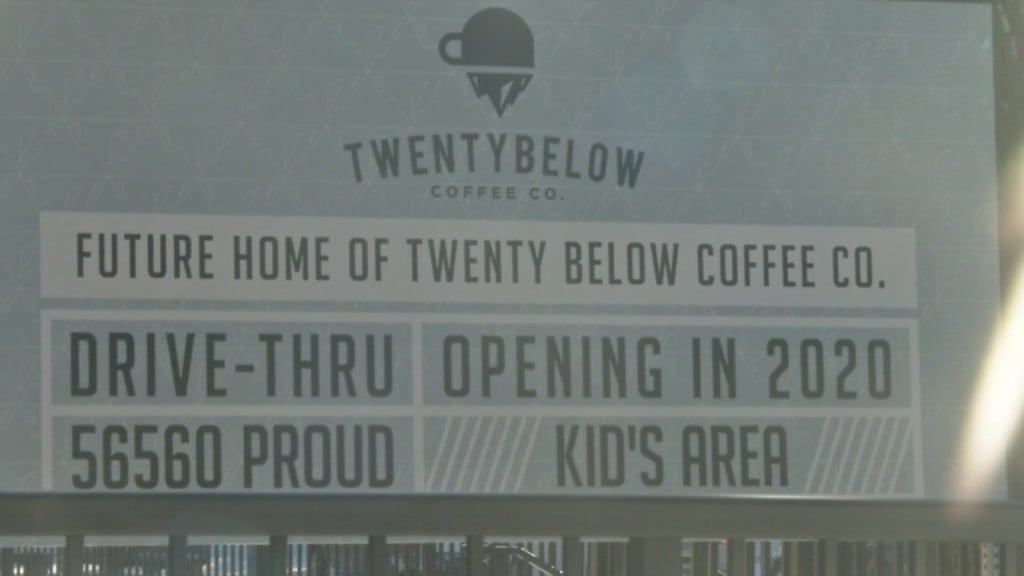 TWENTYBELOW
COFFEE CO.
FUTURE HOME OF TWENTY BELOW COFFEE CO.
DRIVE-THRU
OPENING IN 2020
56560 PROUD
KID'S AREA